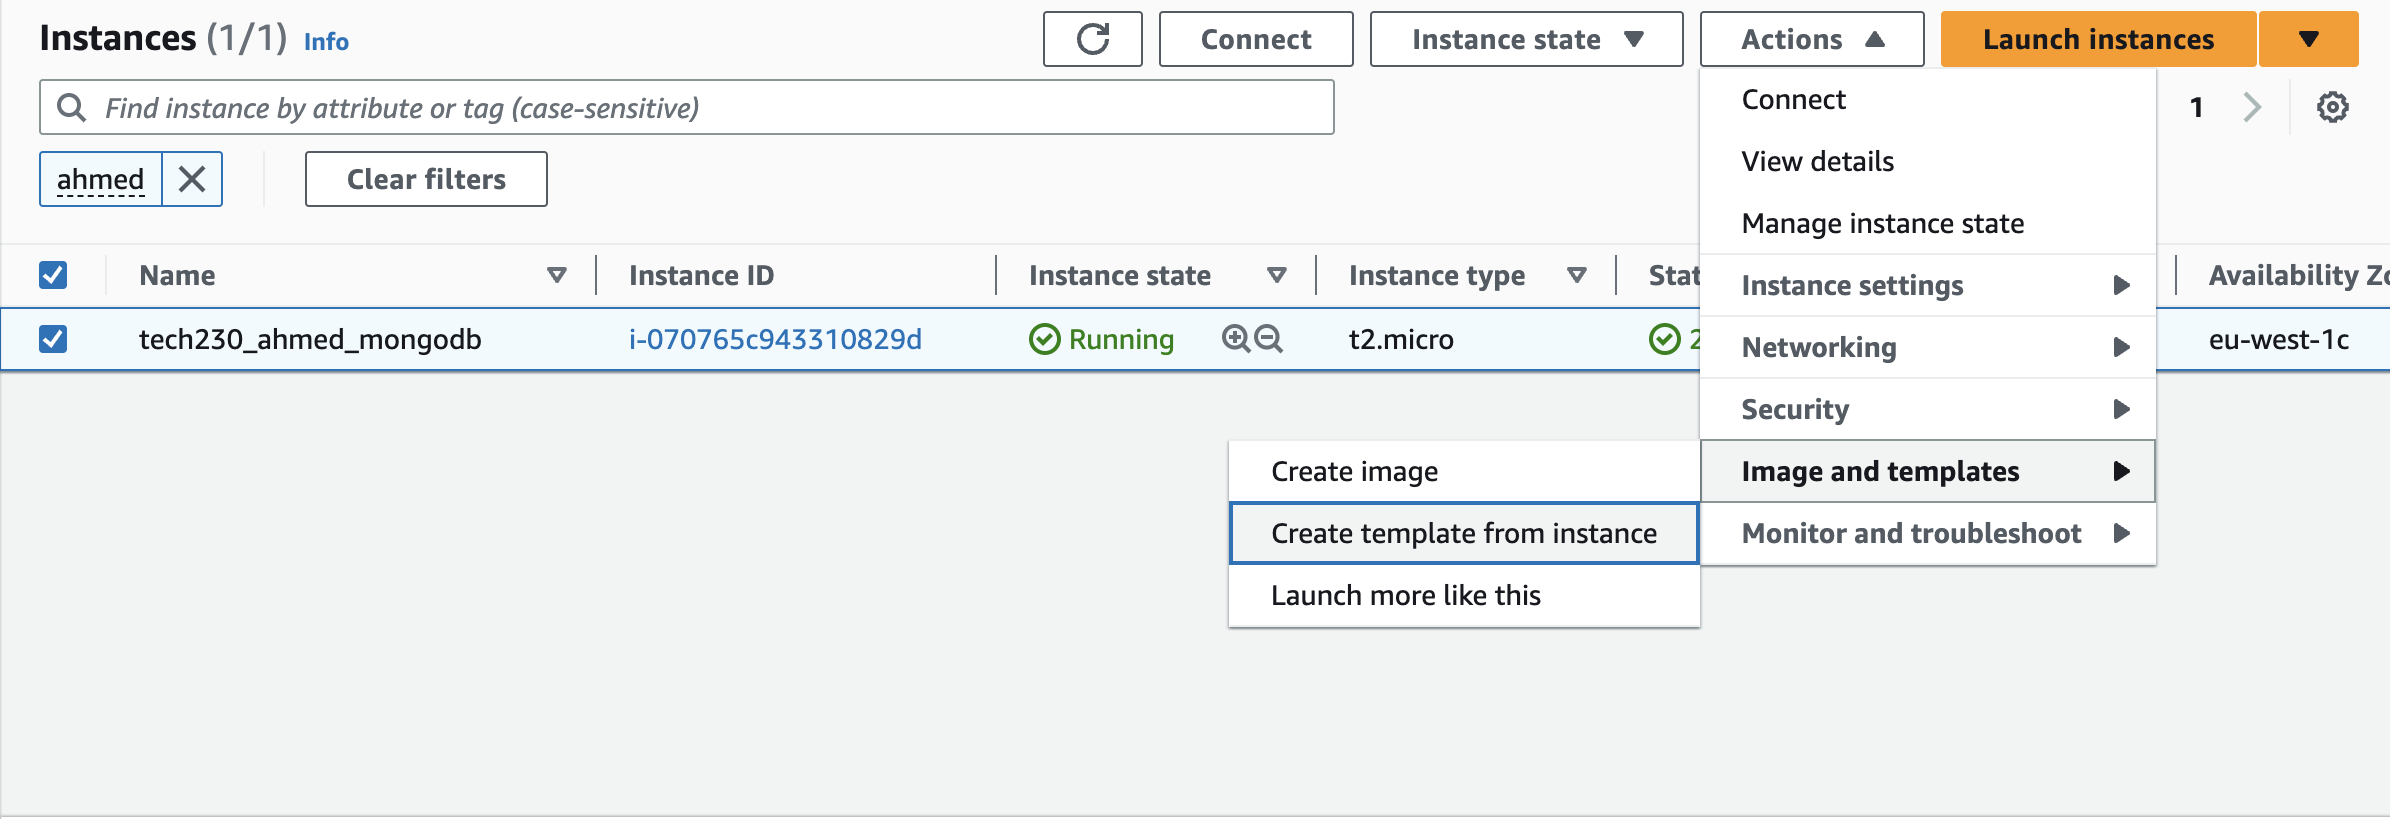 Instances (1/1) Info
Connect
Instance state
Actions
Launch instances
Find instance by attribute or tag (case-sensitive)
1
ahmed
Clear filters
Connect
View details
Manage instance state
Instance settings
Networking
Security
Image and templates
Monitor and troubleshoot
Name
Instance ID
Instance state
Instance type
Stat
Availability Zo
tech230_ahmed_mongodb
i-070765c943310829d
Running
t2.micro
2
eu-west-1c
Create image
Create template from instance
Launch more like this